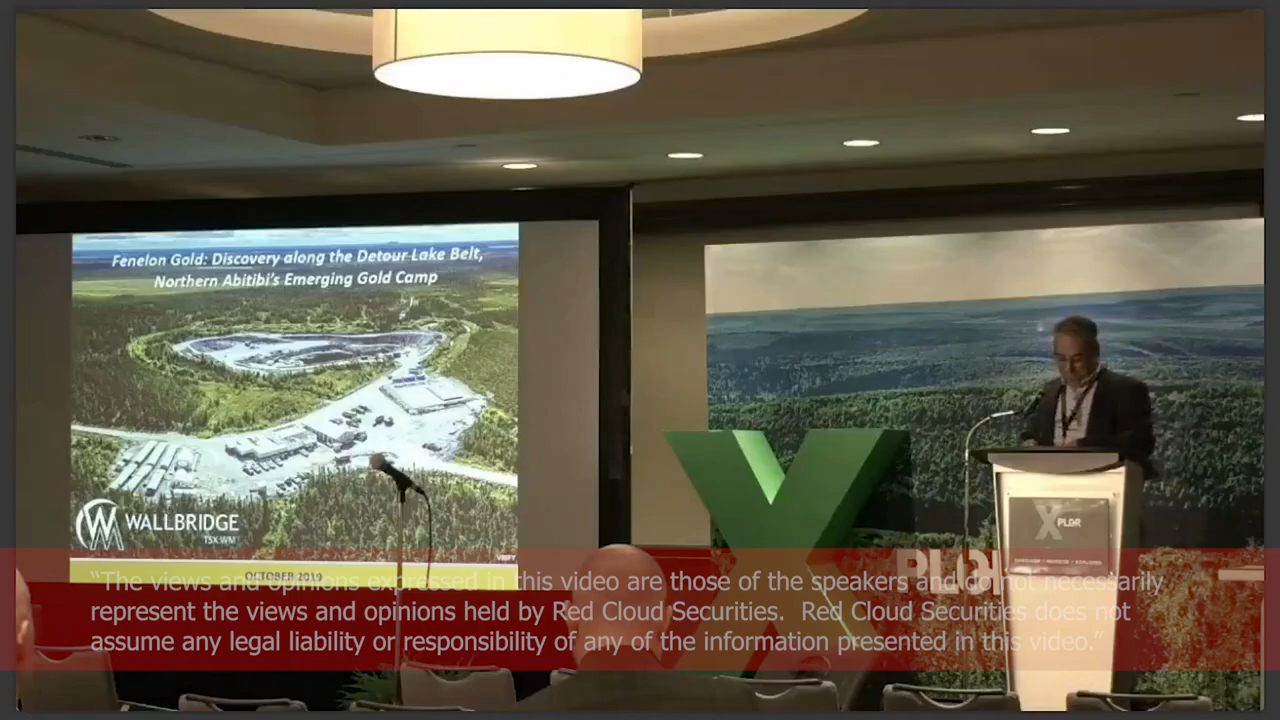 Fenelon Gold: Discovery along the Detour Lake Belt,
Northern Abitibi's Emerging Gold Camp
WALLBRIDGE
TSX:WM
OCTOBER 2019
X PLOR
XPLOR
“The views and opinions expressed in this video are those of the speakers and do not necessarily
represent the views and opinions held by Red Cloud Securities. Red Cloud Securities does not
assume any legal liability or responsibility of any of the information presented in this video.”